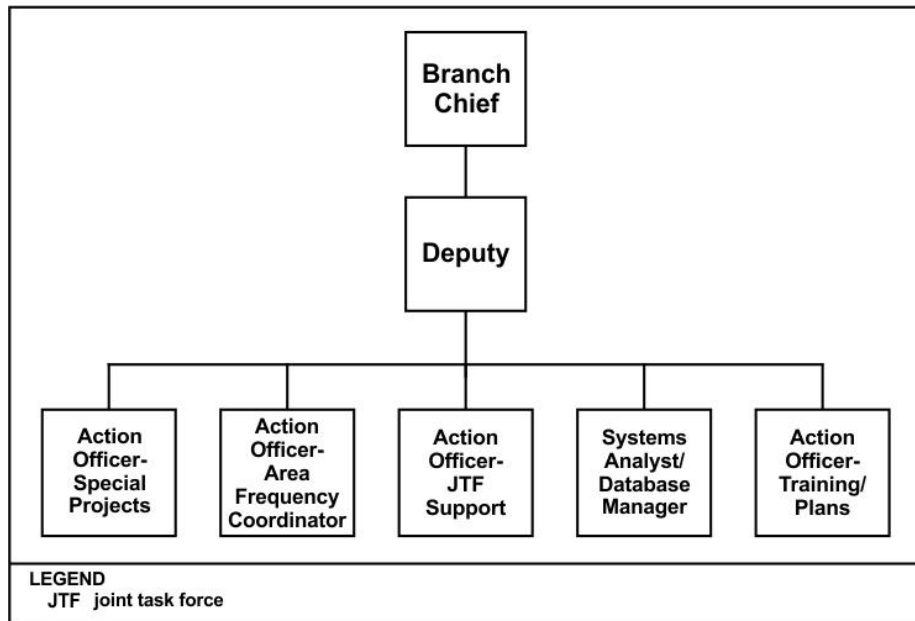 Branch
Chief
Deputy
Action
Officer-
Special
Projects
Action
Officer-
Area
Frequency
Coordinator
Action
Officer-
JTF
Support
Systems
Analyst/
Database
Manager
Action
Officer-
Training/
Plans
LEGEND
JTF joint task force